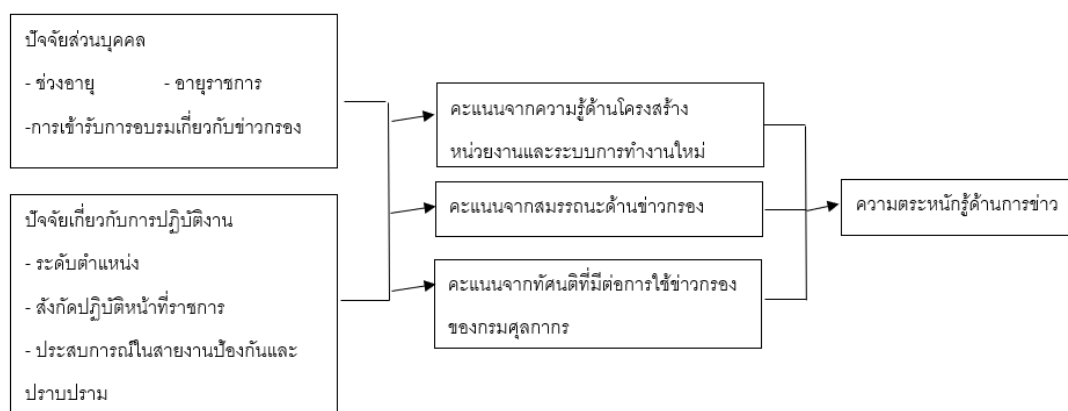 ปัจจัยส่วนบุคคล
- ช่วงอายุ - อายุราชการ
-การเข้ารับการอบรมเกี่ยวกับข่าวกรอง
ปัจจัยเกี่ยวกับการปฏิบัติงาน
- ระดับตำแหน่ง
- สังกัดปฏิบัติหน้าที่ราชการ
- ประสบการณ์ในสายงานป้องกันและ
ปราบปราม
คะแนนจากความรู้ด้านโครงสร้าง
หน่วยงานและระบบการทำงานใหม่
คะแนนจากสมรรถนะด้านข่าวกรอง
คะแนนจากทัศนติที่มีต่อการใช้ข่าวกรอง
ของกรมศุลกากร
ความตระหนักรู้ด้านการข่าว